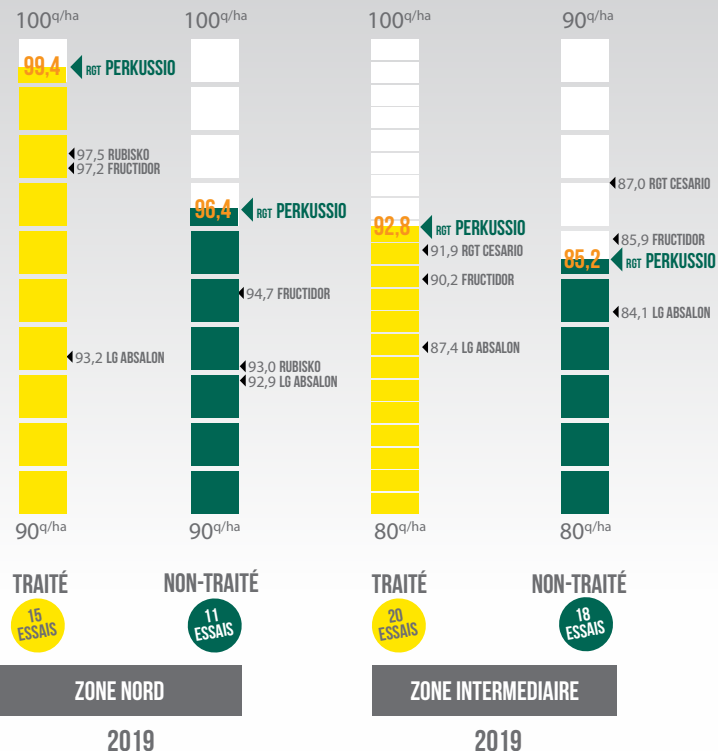 100q/ha
99,4 RGT PERKUSSIO
97,5 RUBISKO
97,2 FRUCTIDOR
93,2 LG ABSALON
90q/ha
TRAITÉ
15
ESSAIS
100q/ha
96,4 RGT PERKUSSIO
94,7 FRUCTIDOR
93,0 RUBISKO
92,9 LG ABSALON
90q/ha
NON-TRAITÉ
11
ESSAIS
ZONE NORD
2019
100q/ha
92,8 RGT PERKUSSIO
91,9 RGT CESARIO
90,2 FRUCTIDOR
87,4 LG ABSALON
80q/ha
TRAITÉ
20
ESSAIS
90q/ha
87,0 RGT CESARIO
85,9 FRUCTIDOR
85,2 RGT PERKUSSIO
84,1 LG ABSALON
80q/ha
NON-TRAITÉ
18
ESSAIS
ZONE INTERMEDIAIRE
2019